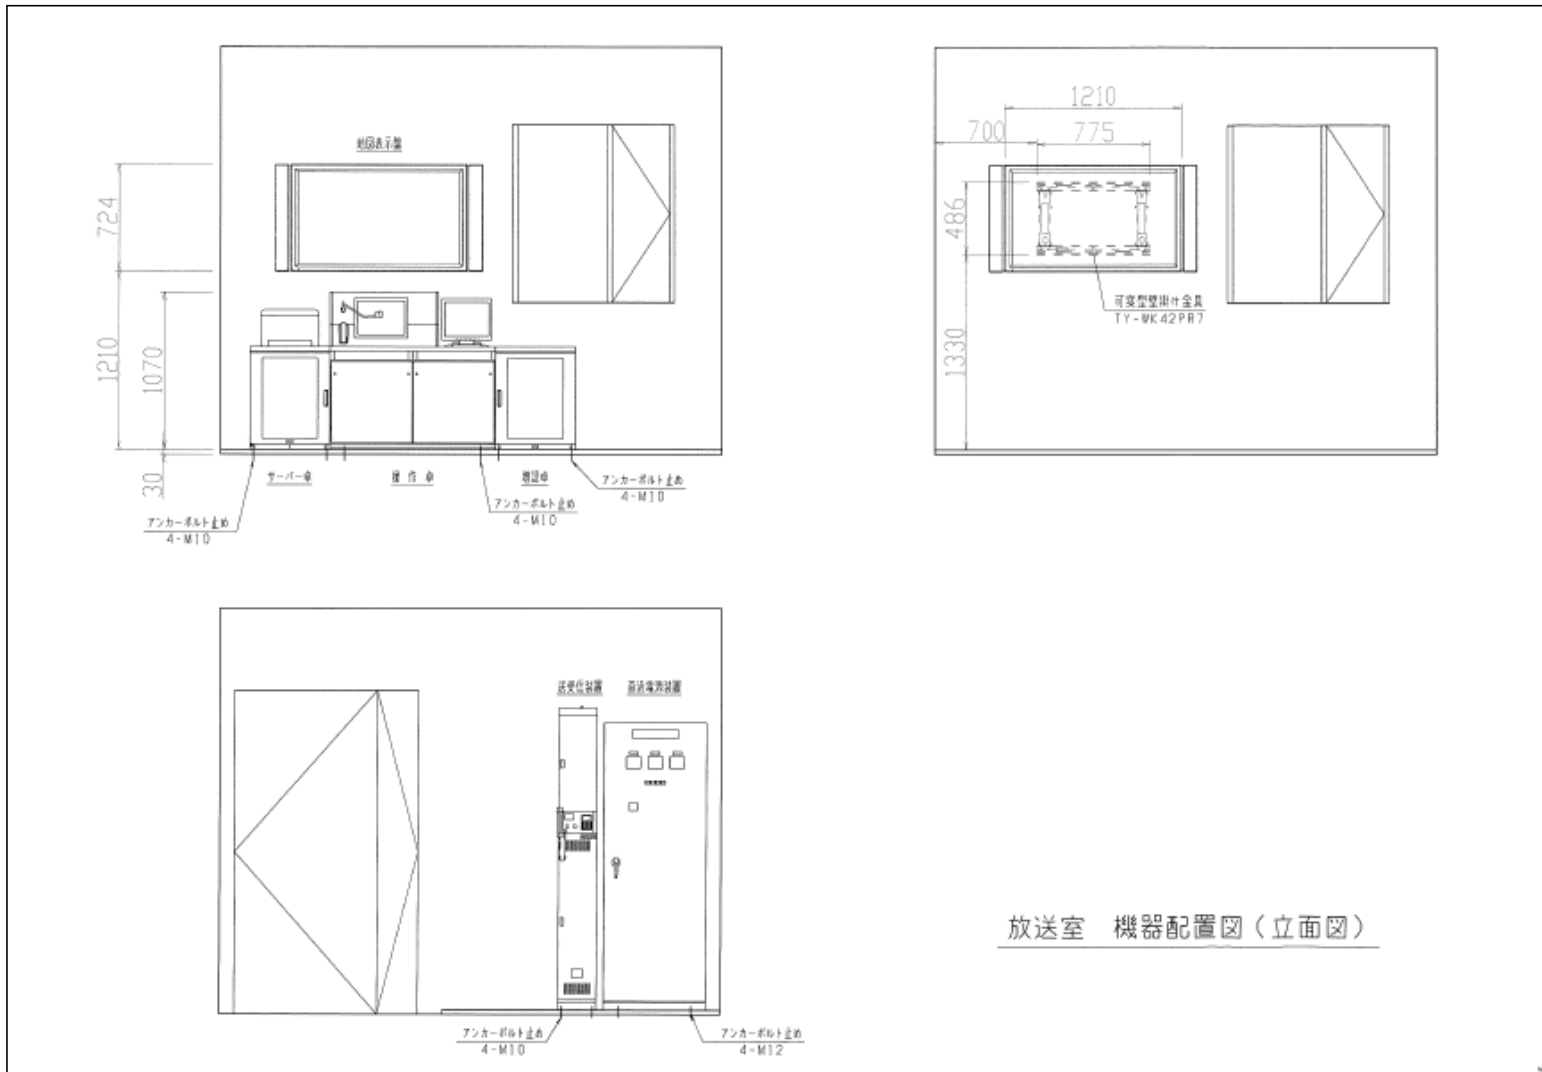 地図表示盤
724
1210
1070
30
サーバー卓
操 作 卓
増設卓
アンカーボルト止め
4-M10
アンカーボルト止め
4-M10
アンカーボルト止め
4-M10
1210
700
775
486
1330
可変型壁掛け金具
TY-WK42PR7
送受信装置
直流電源装置
アンカーボルト止め
4-M10
アンカーボルト止め
4-M12
放送室 機器配置図(立面図)